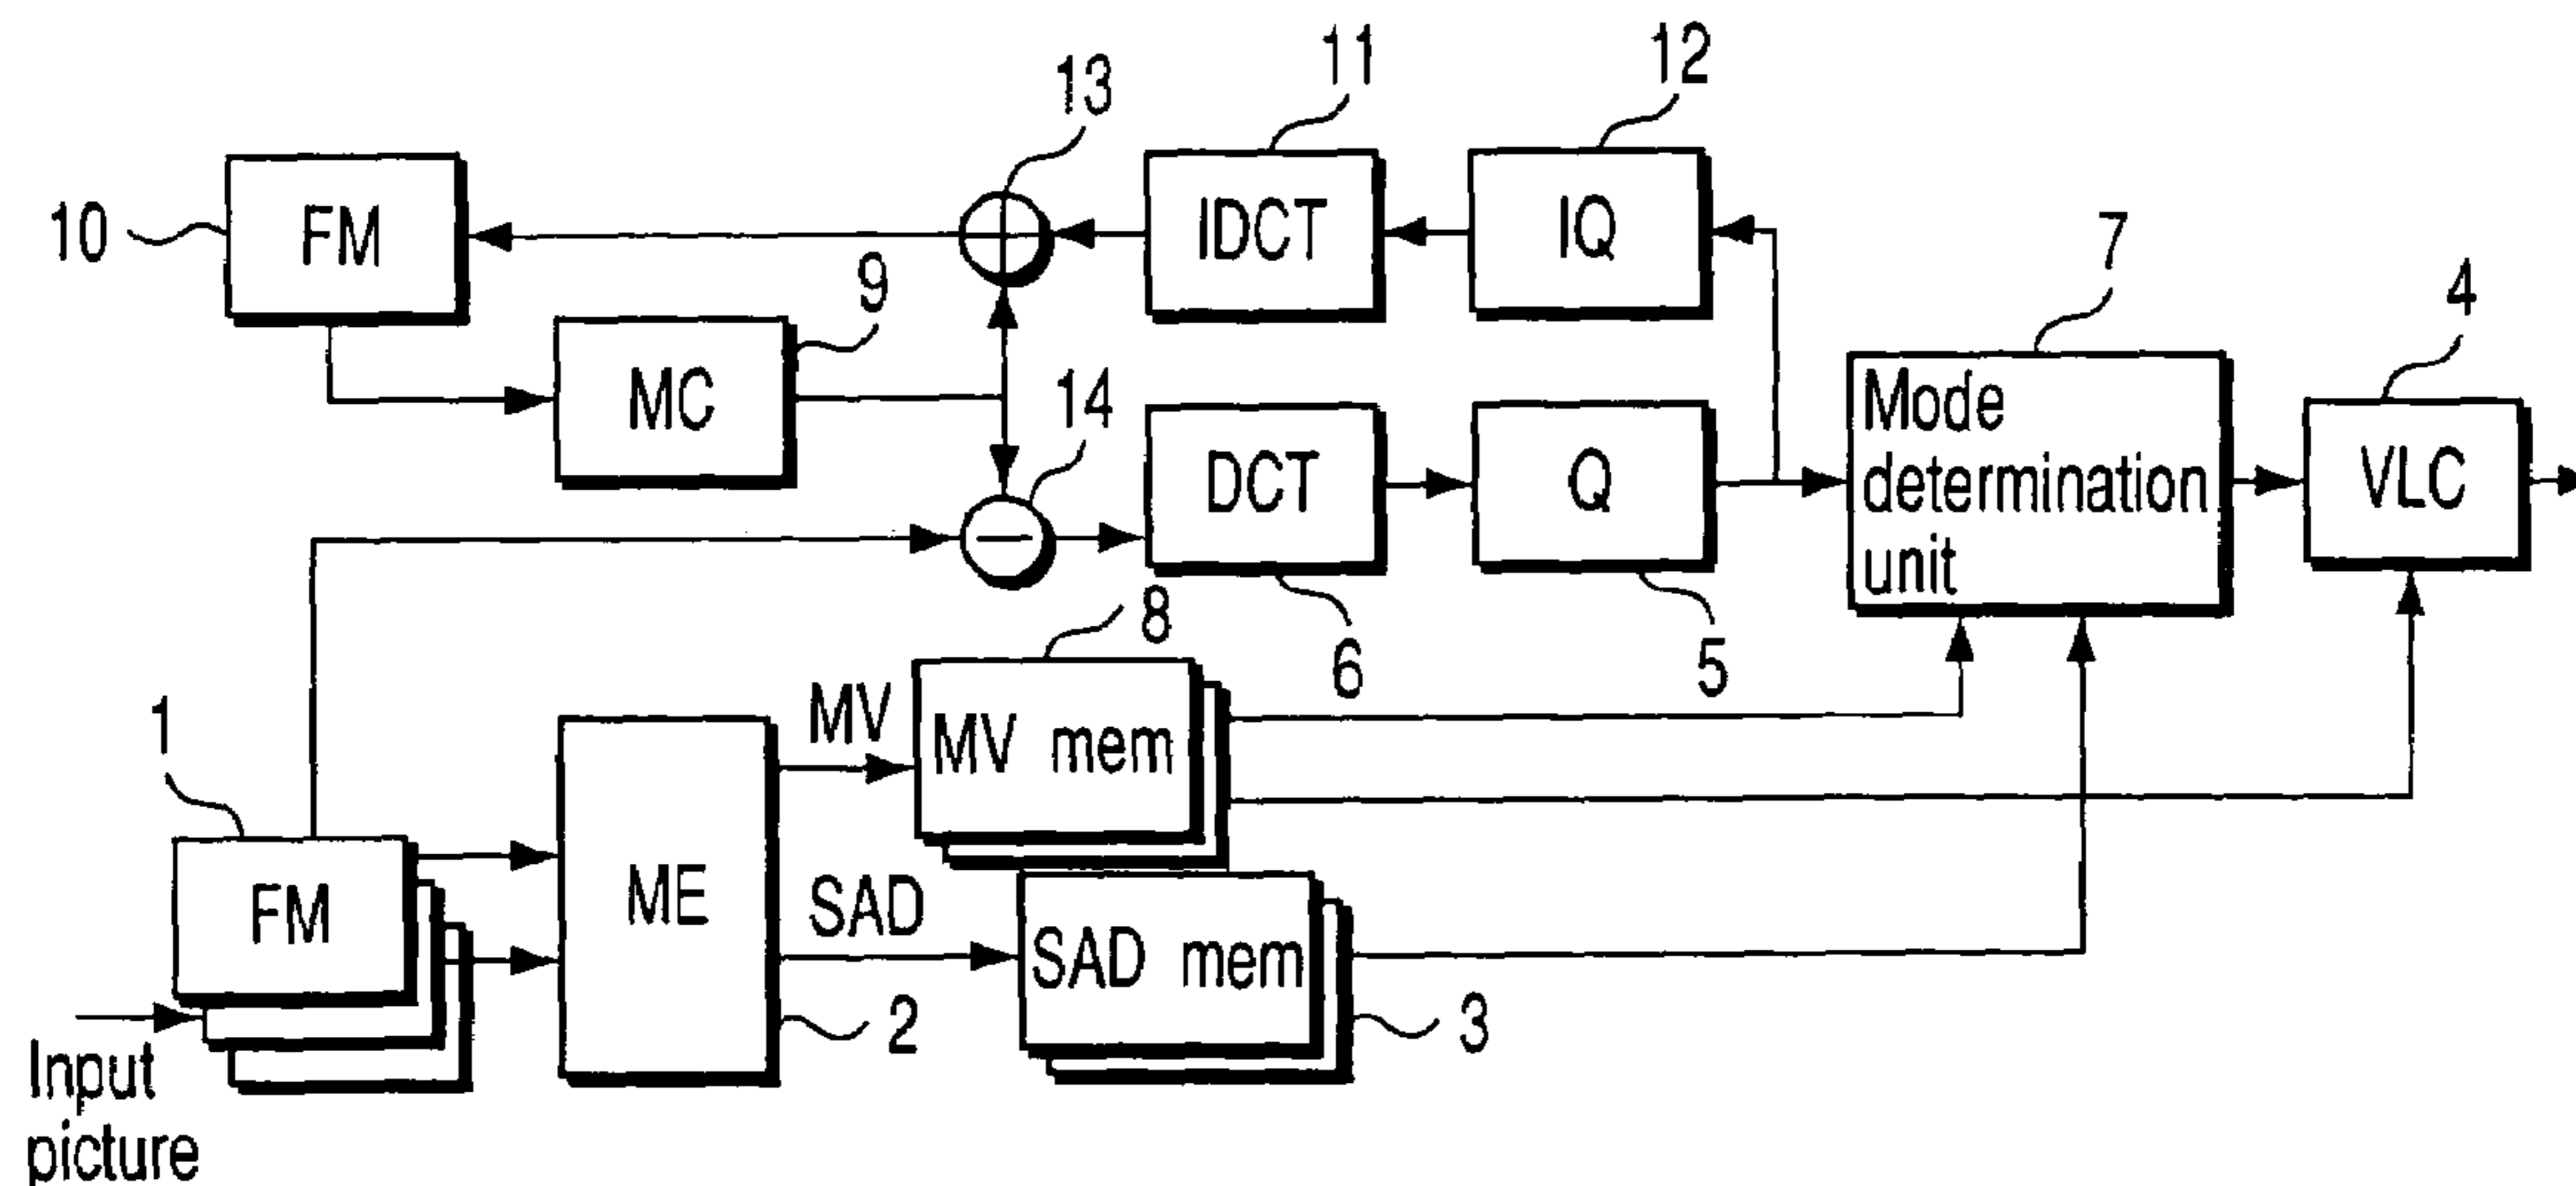 11
12
13
10
FM
IDCT
IQ
9
7
4
MC
14
DCT
Q
Mode
determination
unit
VLC
8
6
5
1
MV
MV mem
FM
ME
SAD
SAD mem
2
3
Input
picture